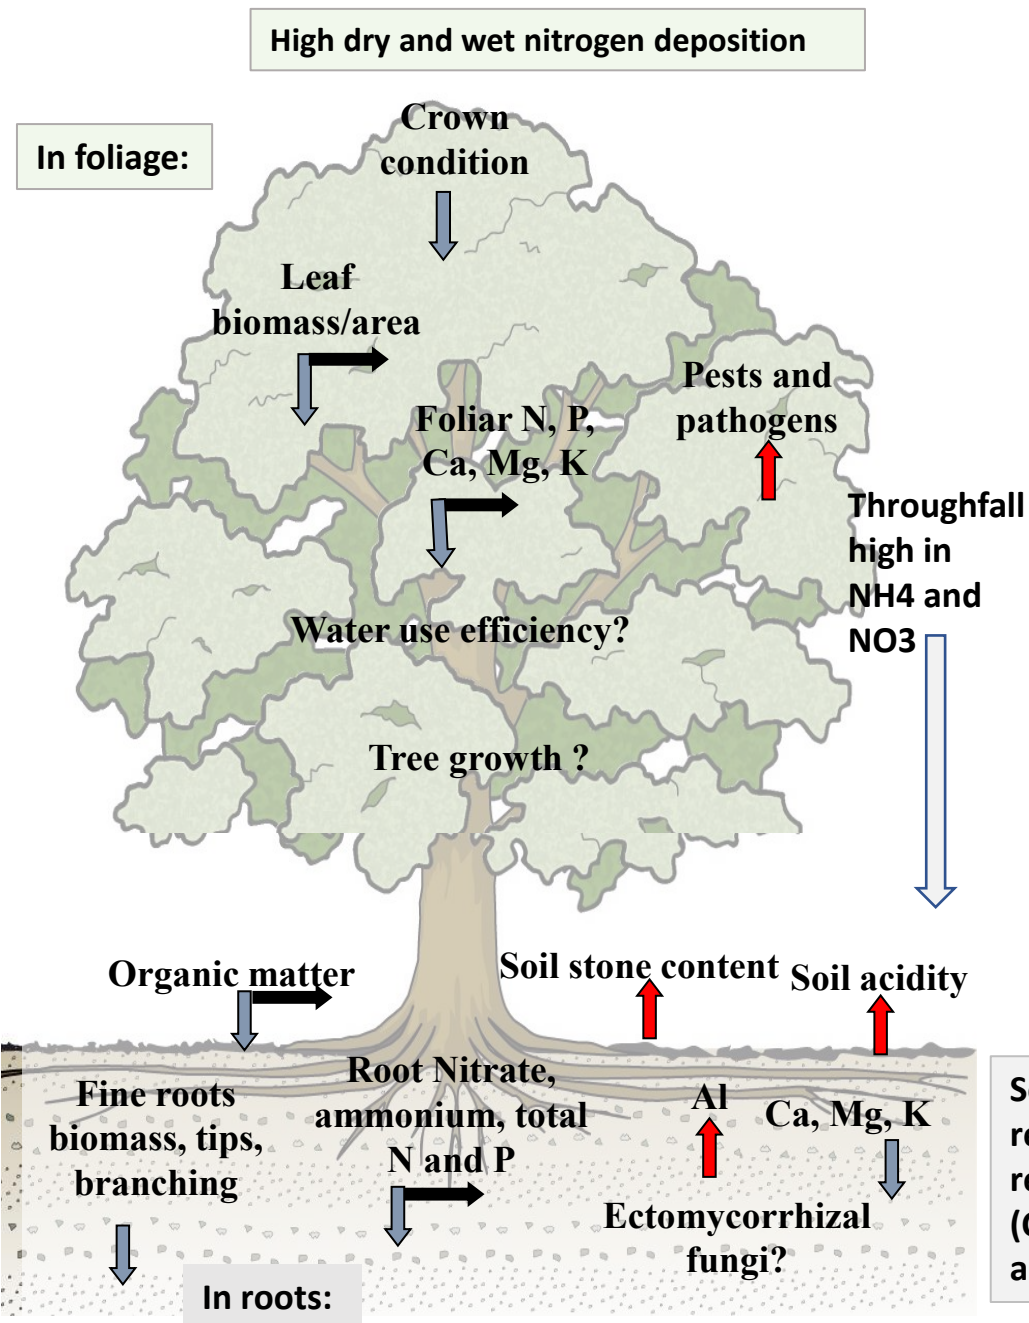 High dry and wet nitrogen deposition
In foliage:
Crown
condition
Leaf
biomass/area
Pests and
pathogens
Foliar N, P,
Ca, Mg, K
Throughfall
high in
NH4 and
NO3
Water use efficiency?
Tree growth ?
Organic matter
Soil stone content
Soil acidity
Fine roots
biomass, tips,
branching
Root Nitrate,
ammonium, total
N and P
Al
Ca, Mg, K
Ectomycorrhizal
fungi?
In roots: